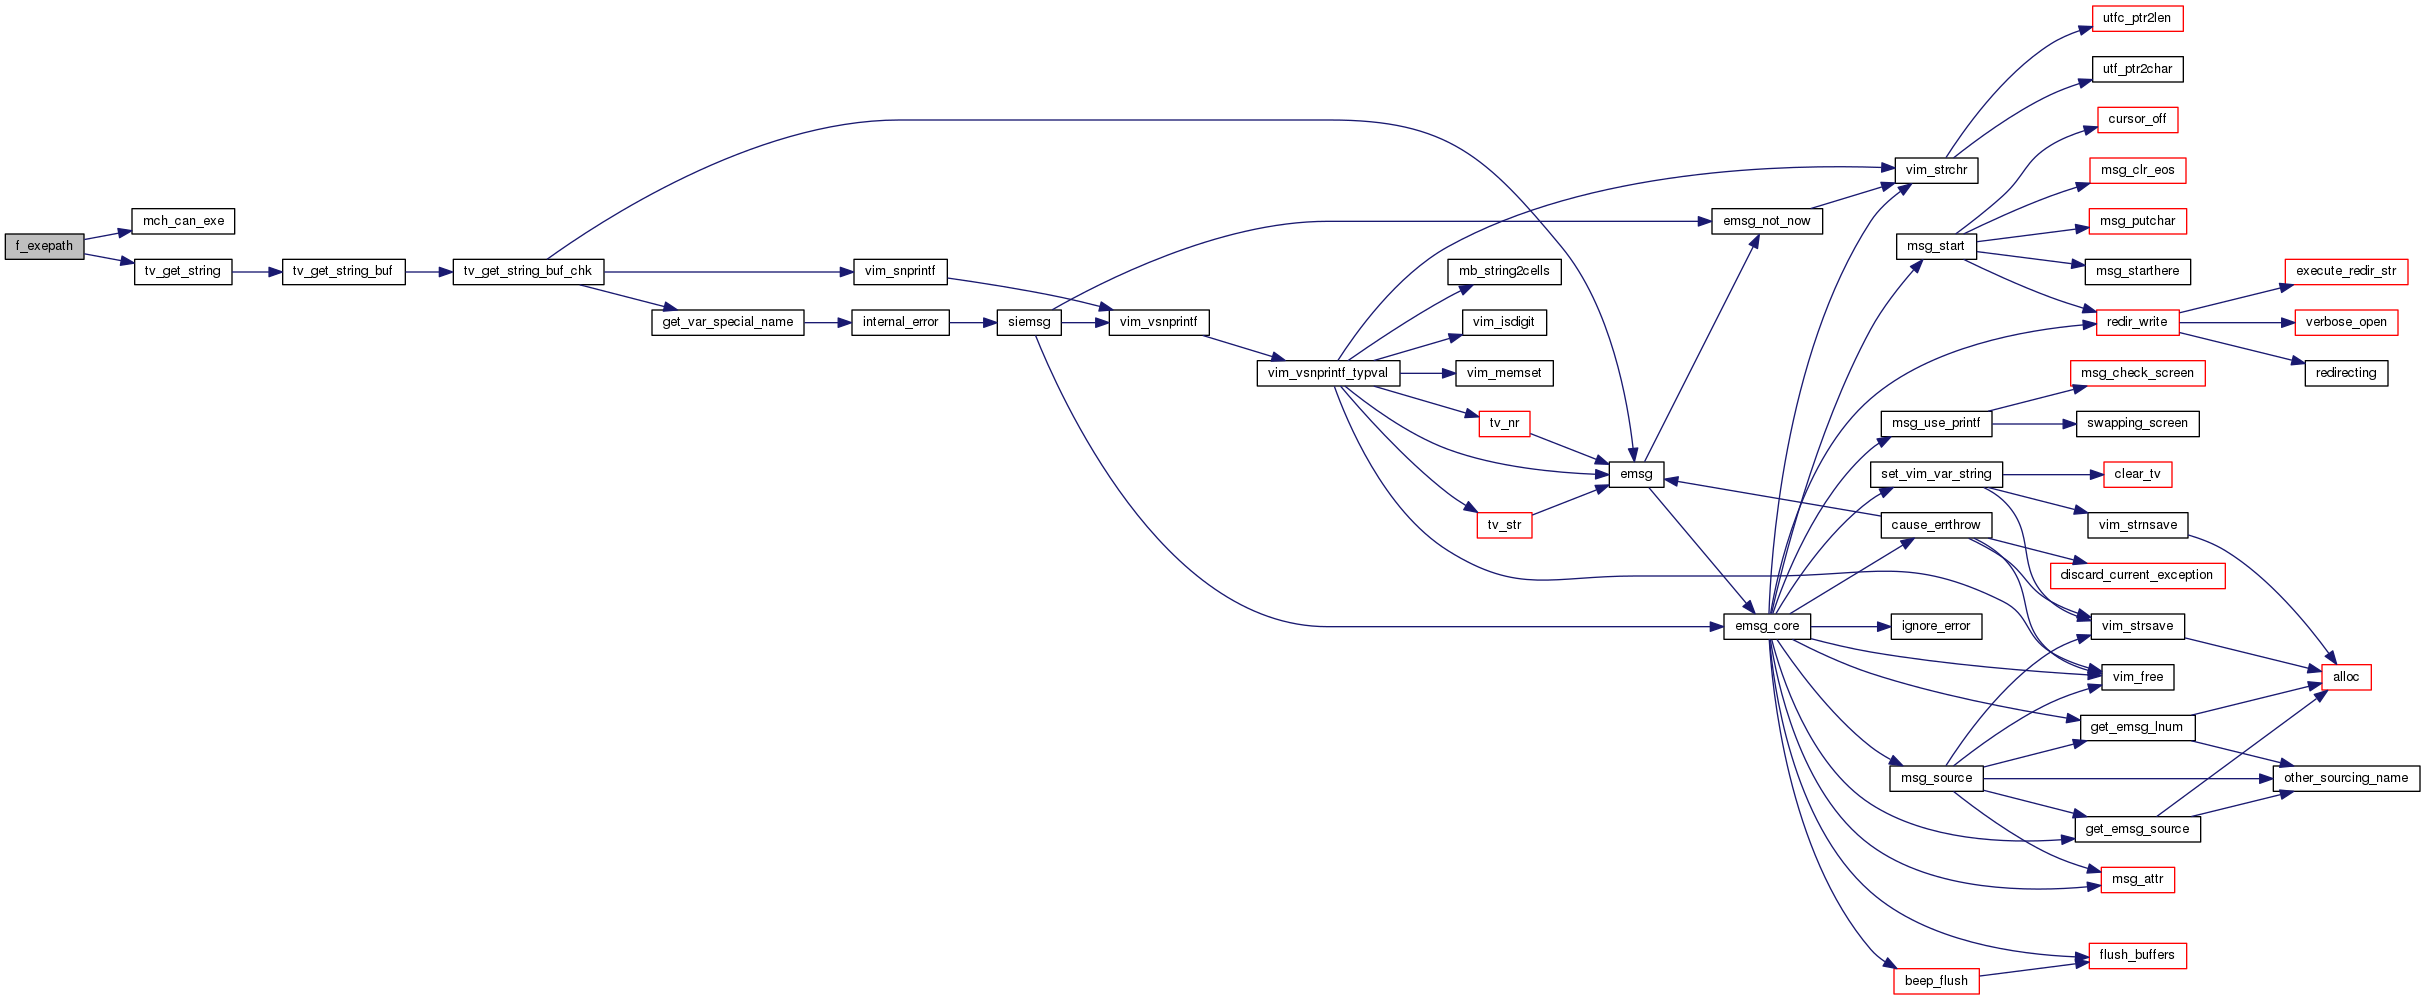 f_exepath
mch_can_exe
tv_get_string
tv_get_string_buf
tv_get_string_buf_chk
vim_snprintf
get_var_special_name
internal_error
siemsg
vim_vsnprintf
vim_vsnprintf_typval
mb_string2cells
vim_isdigit
vim_memset
tv_nr
tv_str
emsg
emsg_not_now
emsg_core
vim_strchr
utfc_ptr2len
utf_ptr2char
msg_start
cursor_off
msg_clr_eos
msg_putchar
msg_starthere
redir_write
execute_redir_str
verbose_open
redirecting
msg_use_printf
msg_check_screen
swapping_screen
set_vim_var_string
clear_tv
vim_strnsave
cause_errthrow
discard_current_exception
ignore_error
vim_strsave
vim_free
alloc
get_emsg_lnum
msg_source
other_sourcing_name
get_emsg_source
msg_attr
flush_buffers
beep_flush